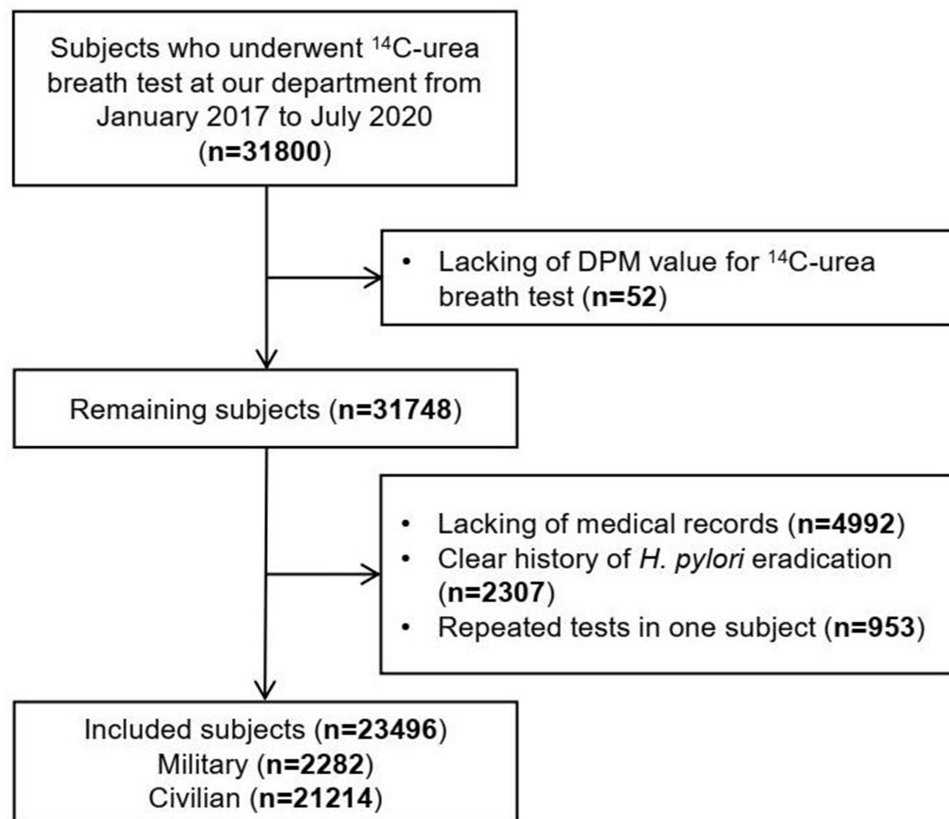 Subjects who underwent ¹⁴C-urea
breath test at our department from
January 2017 to July 2020
(n=31800)
• Lacking of DPM value for ¹⁴C-urea
breath test (n=52)
Remaining subjects (n=31748)
• Lacking of medical records (n=4992)
• Clear history of H. pylori eradication
(n=2307)
• Repeated tests in one subject (n=953)
Included subjects (n=23496)
Military (n=2282)
Civilian (n=21214)